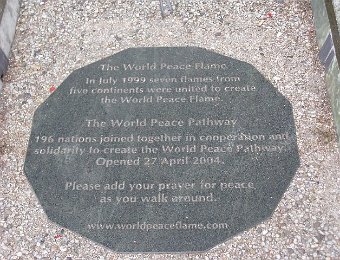 The World Peace Flame
In July 1999 seven flames from
five continents were united to create
the World Peace Flame.
The World Peace Pathway
196 nations joined together in cooperation and
solidarity to create the World Peace Pathway.
Opened 27 April 2004.
Please add your prayer for peace
as you walk around.
www.worldpeaceflame.com